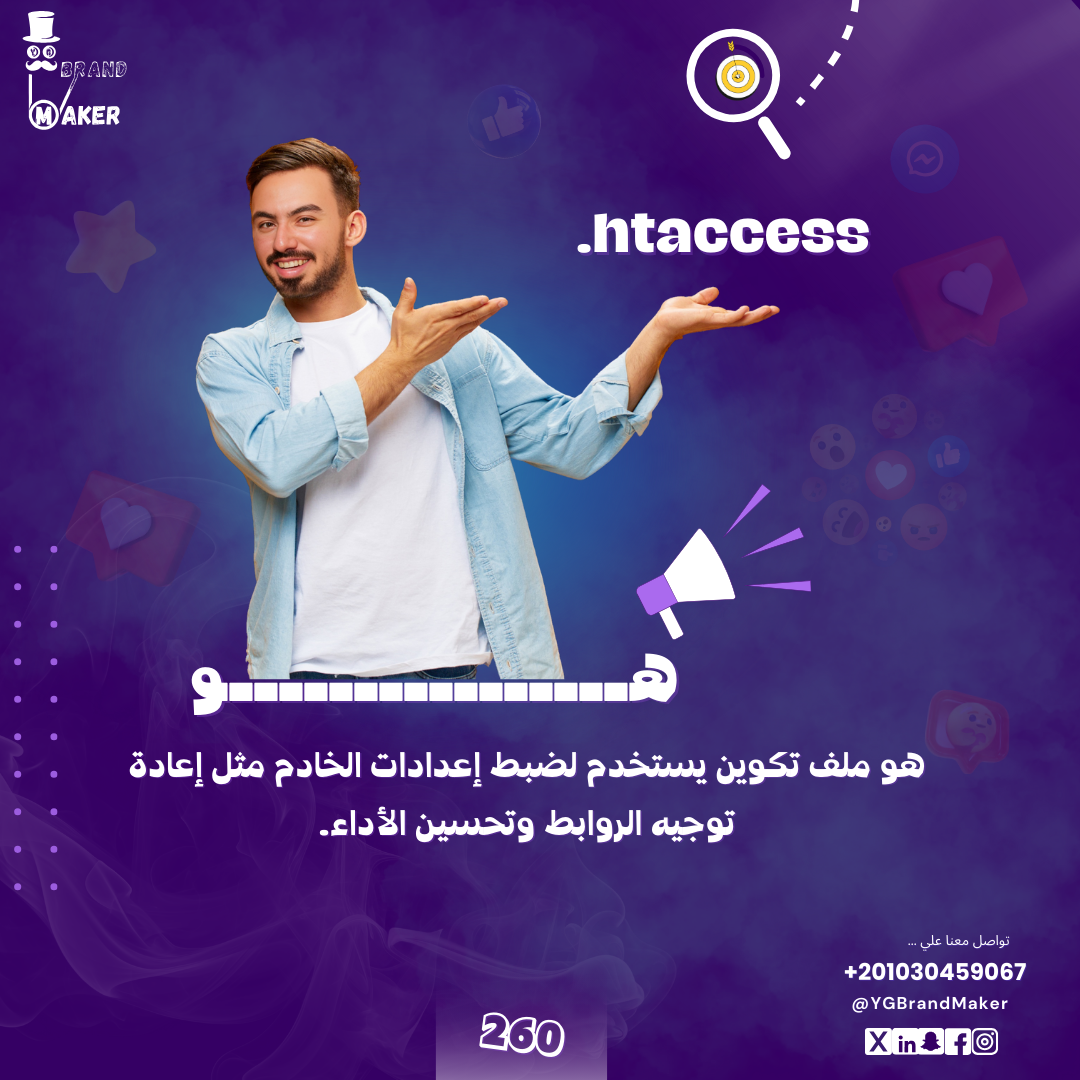 BRAND
MAKER
.htaccess
هـــــــــــــــــو
هو ملف تكوين يستخدم لضبط إعدادات الخادم مثل إعادة
توجيه الروابط وتحسين الأداء.
تواصل معنا علي ...
+201030459067
@YGBrandMaker
260